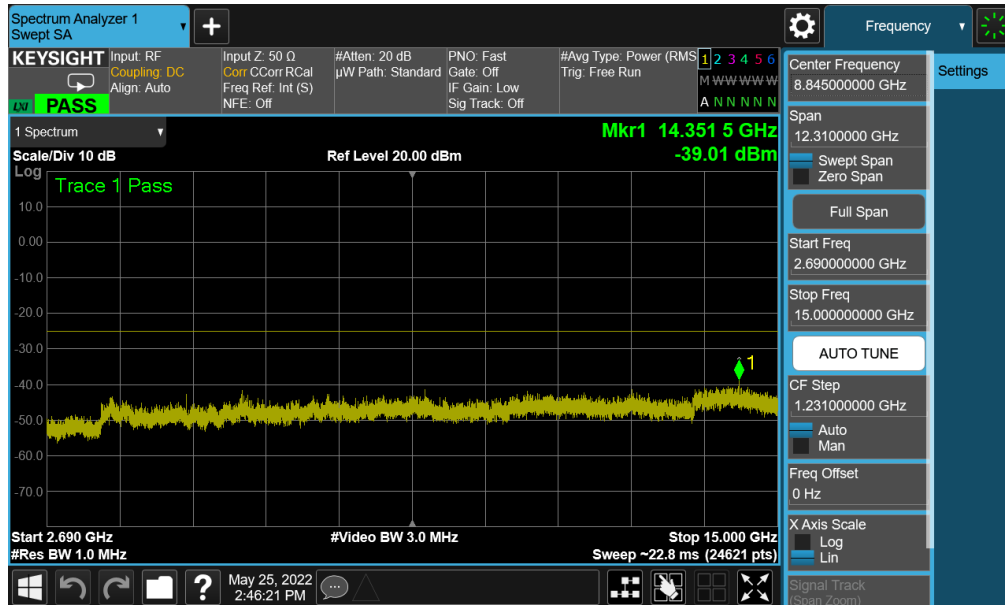 Spectrum Analyzer 1
Swept SA
Frequency
KEYSIGHT
LXI PASS
Input: RF
Coupling: DC
Align: Auto
Input Z: 50 Ω
Corr CCorr RCal
Freq Ref: Int (S)
NFE: Off
#Atten: 20 dB
µW Path: Standard
PNO: Fast
Gate: Off
IF Gain: Low
Sig Track: Off
#Avg Type: Power (RMS
Trig: Free Run
1 2 3 4 5 6
M W W W W W
A N N N N N
1 Spectrum
Mkr1 14.351 5 GHz
Scale/Div 10 dB
Ref Level 20.00 dBm
-39.01 dBm
Log
Trace 1 Pass
10.0
0.00
-10.0
-20.0
-30.0
1
-40.0
-50.0
-60.0
-70.0
Start 2.690 GHz
#Video BW 3.0 MHz
Stop 15.000 GHz
#Res BW 1.0 MHz
Sweep ~22.8 ms (24621 pts)
Center Frequency
8.845000000 GHz
Span
12.3100000 GHz
Swept Span
Zero Span
Full Span
Start Freq
2.690000000 GHz
Stop Freq
15.000000000 GHz
AUTO TUNE
CF Step
1.231000000 GHz
Auto
Man
Freq Offset
0 Hz
X Axis Scale
Log
Lin
Signal Track
(Span Zoom)
Settings
?
May 25, 2022
2:46:21 PM